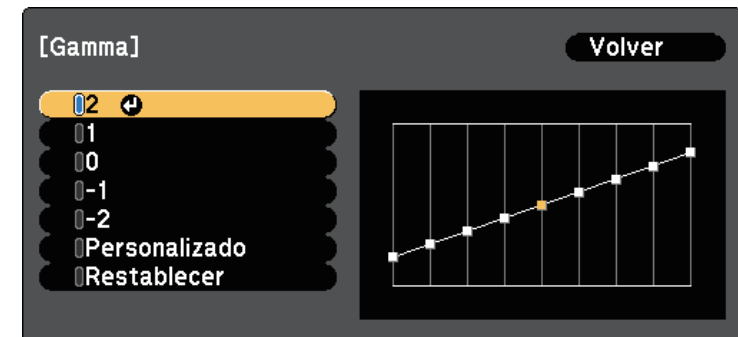 [Gamma]
Volver
2
1
0
-1
-2
Personalizado
Restablecer